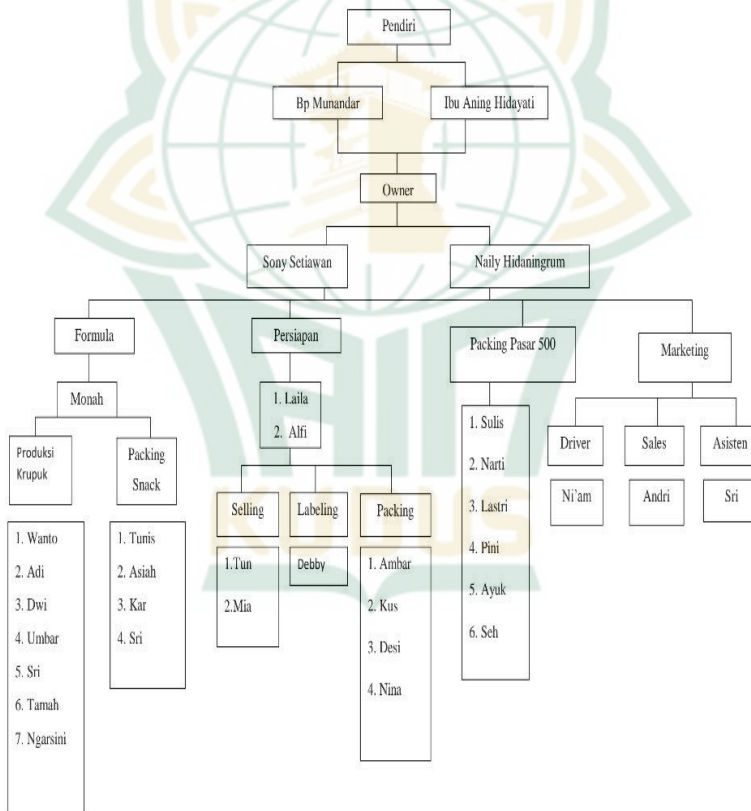 Pendiri
Bp Munandar
Ibu Aning Hidayati
Owner
Sony Setiawan
Naily Hidaningrum
Formula
Persiapan
Packing Pasar 500
Marketing
Monah
1. Laila
2. Alfi
Produksi
Krupuk
Packing
Snack
Selling
Labeling
Packing
Driver
Sales
Asisten
Ni'am
Andri
Sri
1. Wanto
2. Adi
3. Dwi
4. Umbar
5. Sri
6. Tamah
7. Ngarsini
1. Tunis
2. Asiah
3. Kar
4. Sri
1.Tun
2.Mia
Debby
1. Ambar
2. Kus
3. Desi
4. Nina
1. Sulis
2. Narti
3. Lastri
4. Pini
5. Ayuk
6. Seh
KUDUS